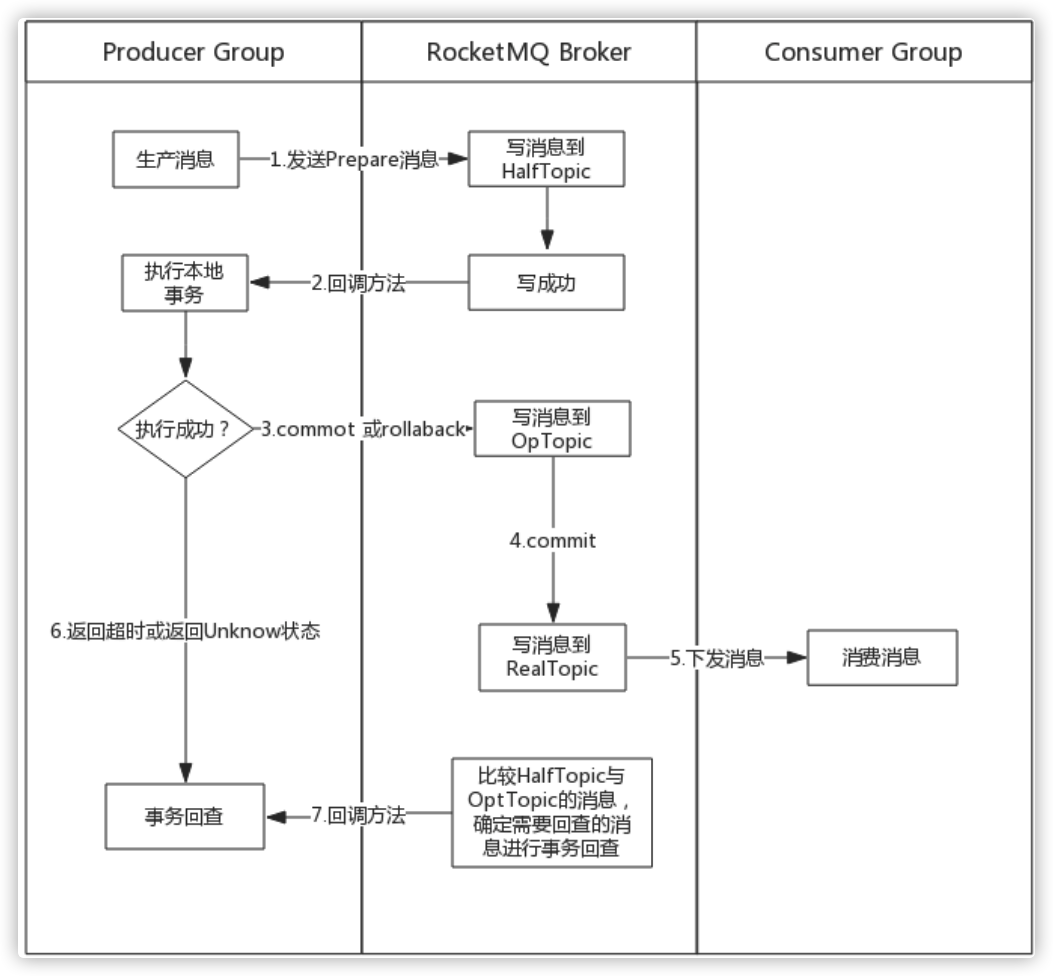 Producer Group
RocketMQ Broker
Consumer Group
生产消息
1.发送Prepare消息
写消息到
HalfTopic
执行本地
事务
2.回调方法
写成功
执行成功？
3.commot 或rollaback
写消息到
OpTopic
4.commit
6.返回超时或返回Unknow状态
写消息到
RealTopic
5.下发消息
消费消息
事务回查
7.回调方法
比较HalfTopic与
OptTopic的消息，
确定需要回查的消
息进行事务回查